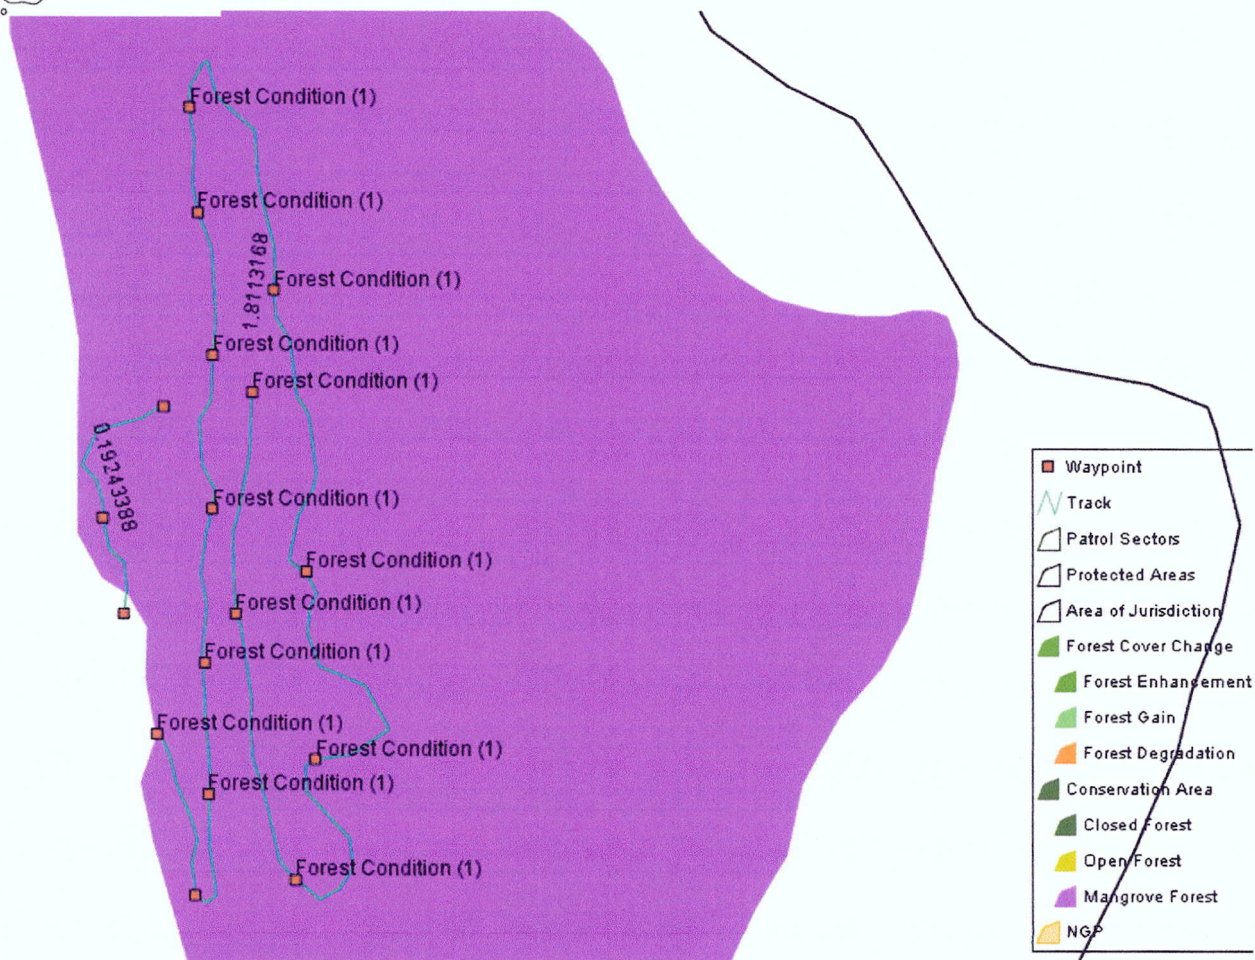 Forest Condition (1)
Forest Condition (1)
1.8113168
Forest Condition (1)
Forest Condition (1)
Forest Condition (1)
0.19243388
Forest Condition (1)
Forest Condition (1)
Forest Condition (1)
Forest Condition (1)
Forest Condition (1)
Forest Condition (1)
Forest Condition (1)
Forest Condition (1)
Waypoint
Track
Patrol Sectors
Protected Areas
Area of Jurisdiction
Forest Cover Change
Forest Enhancement
Forest Gain
Forest Degradation
Conservation Area
Closed Forest
Open Forest
Mangrove Forest
NGP